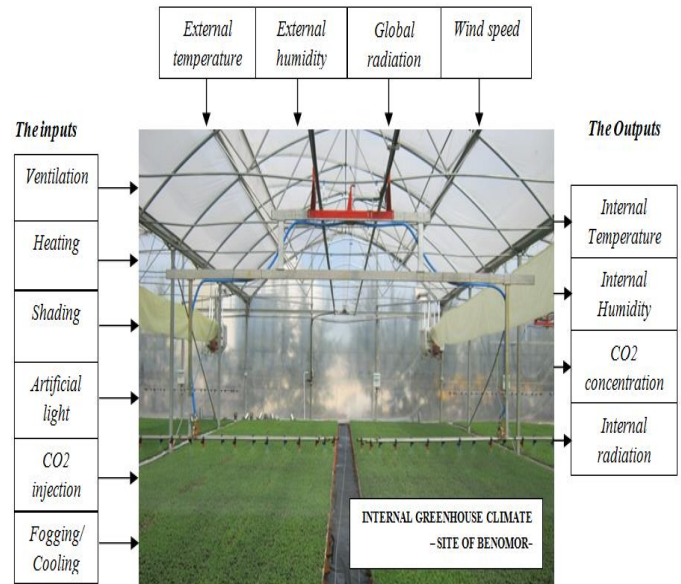 External
temperature
External
humidity
Global
radiation
Wind speed
The inputs
Ventilation
Heating
Shading
Artificial
light
CO2
injection
Fogging/
Cooling
The Outputs
Internal
Temperature
Internal
Humidity
CO2
concentration
Internal
radiation
INTERNAL GREENHOUSE CLIMATE
– SITE OF BENOMOR–